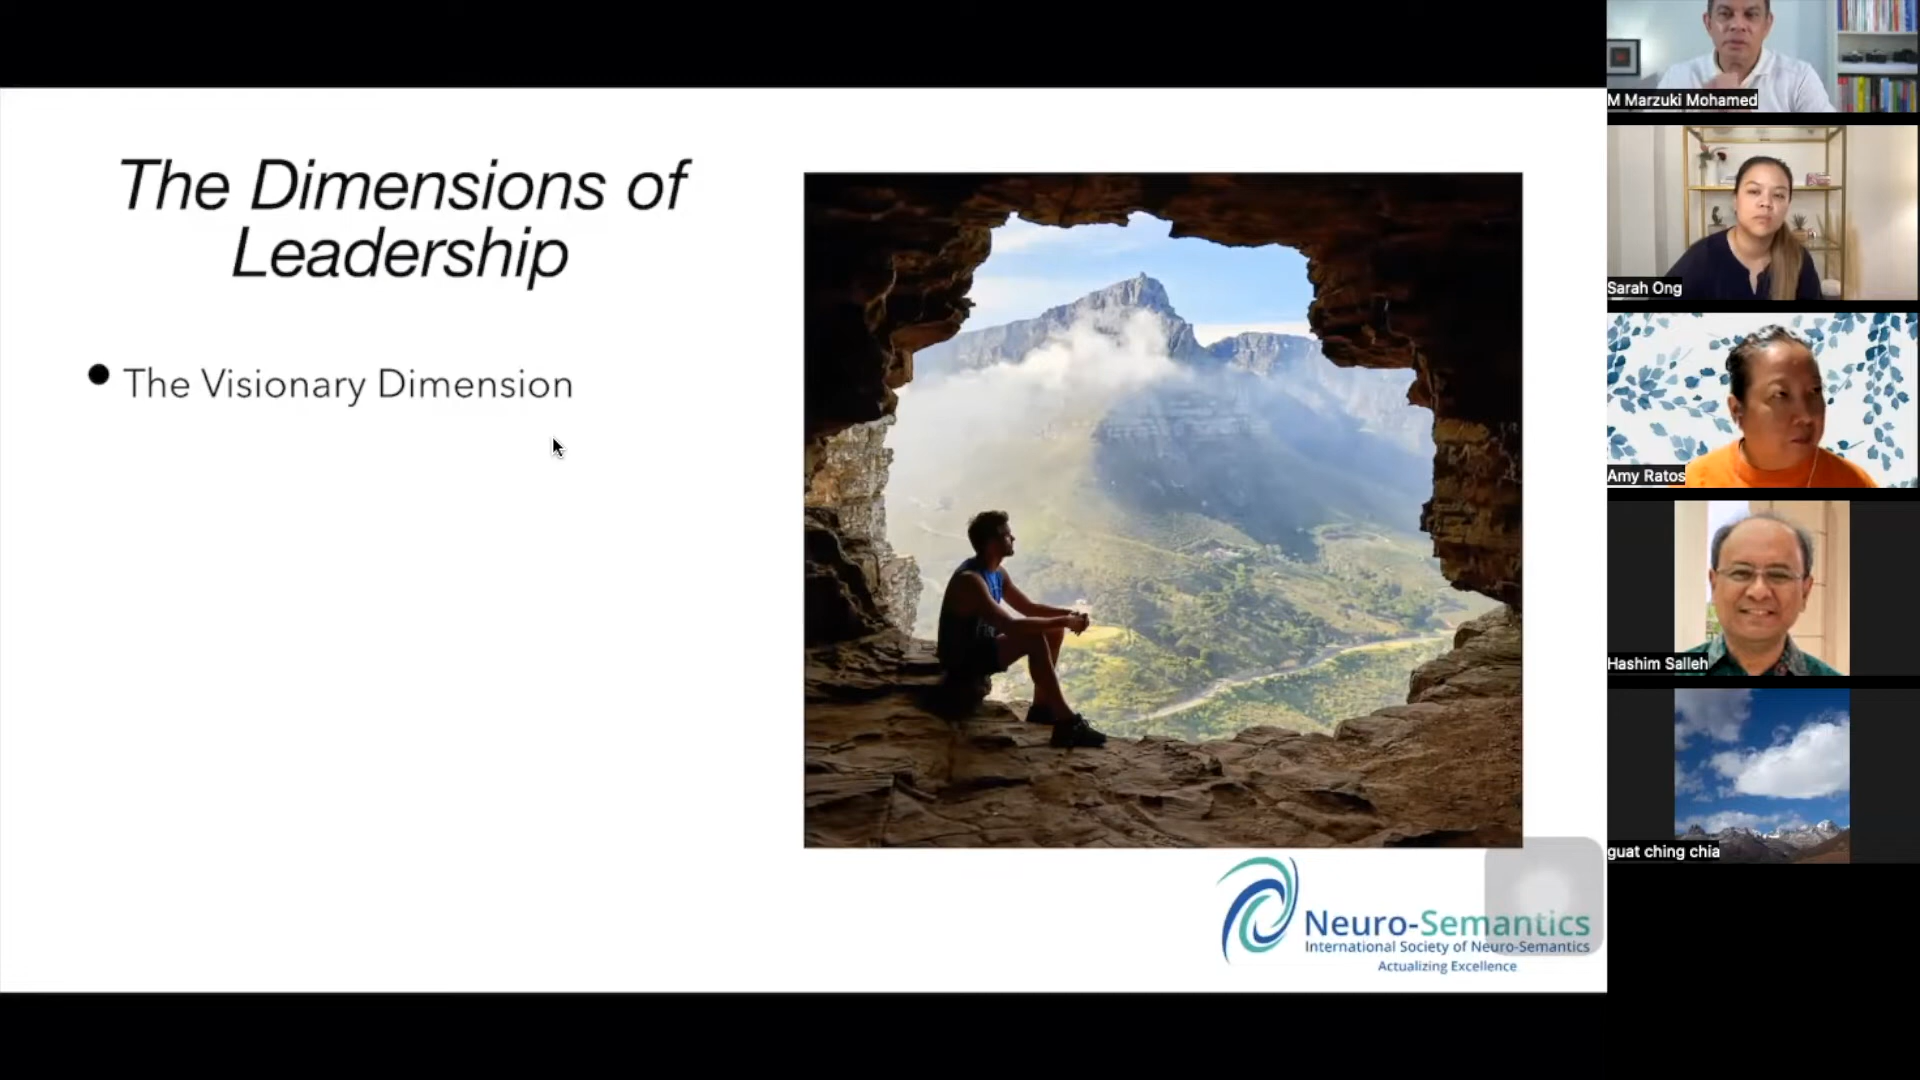 The Dimensions of
Leadership
● The Visionary Dimension
Neuro-Semantics
International Society of Neuro-Semantics
Actualizing Excellence
M Marzuki Mohamed
Sarah Ong
Amy Ratos
Hashim Salleh
guat ching chia